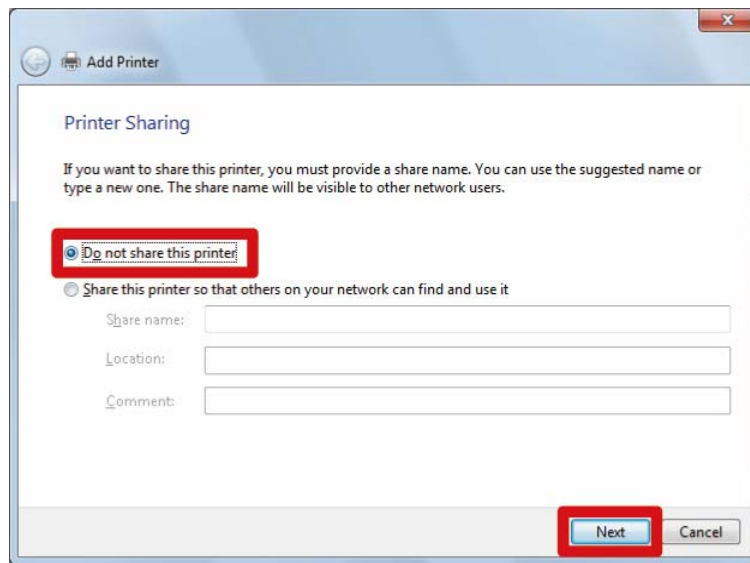 Add Printer
Printer Sharing
If you want to share this printer, you must provide a share name. You can use the suggested name or
type a new one. The share name will be visible to other network users.
Do not share this printer
Share this printer so that others on your network can find and use it
Share name:
Location:
Comment:
Next Cancel